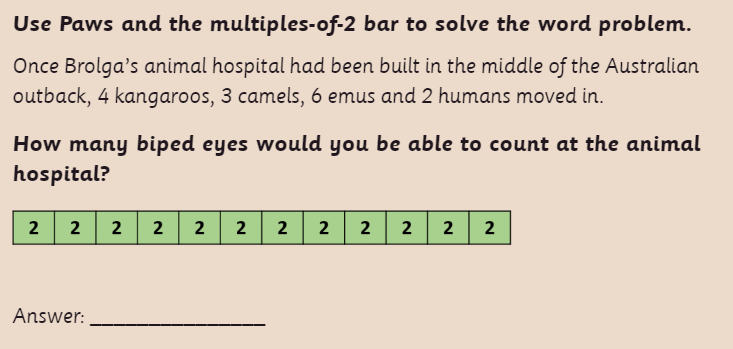 Use Paws and the multiples-of-2 bar to solve the word problem.
Once Brolga's animal hospital had been built in the middle of the Australian
outback, 4 kangaroos, 3 camels, 6 emus and 2 humans moved in.
How many biped eyes would you be able to count at the animal
hospital?
2 2 2 2 2 2 2 2 2 2 2 2
Answer: _______________